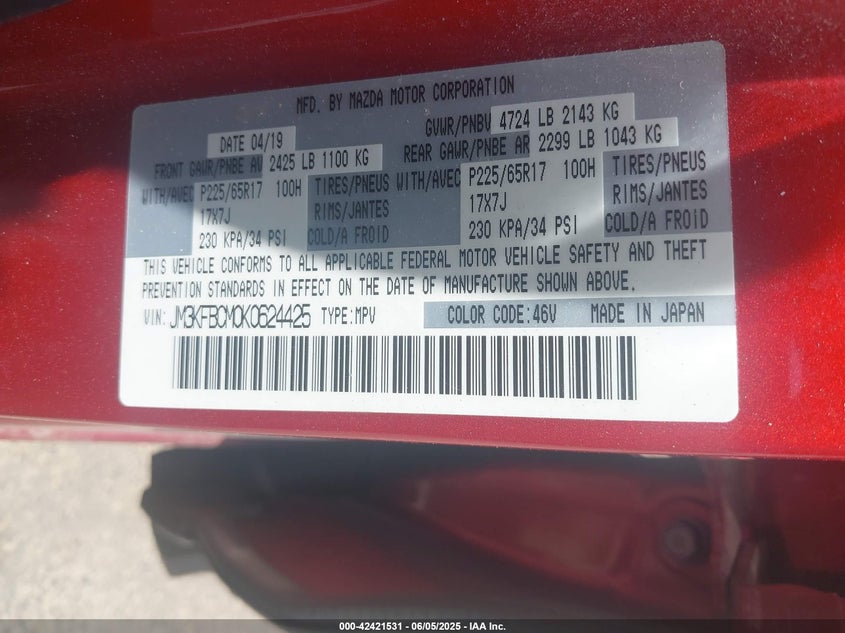 MFD. BY MAZDA MOTOR CORPORATION
DATE 04/19 GVWR/PNBV 4724 LB 2143 KG
FRONT GAWR/PNBE AV 2425 LB 1100 KG REAR GAWR/PNBE AR 2299 LB 1043 KG
WITH/AVEC P225/65R17 100H TIRES/PNEUS WITH/AVEC P225/65R17 100H TIRES/PNEUS
17X7J RIMS/JANTES 17X7J RIMS/JANTES
230 KPA/34 PSI COLD/A FROID 230 KPA/34 PSI COLD/A FROID
THIS VEHICLE CONFORMS TO ALL APPLICABLE FEDERAL MOTOR VEHICLE SAFETY AND THEFT
PREVENTION STANDARDS IN EFFECT ON THE DATE OF MANUFACTURE SHOWN ABOVE.
VIN: JM3KFBCM0K0624425 TYPE:MPV COLOR CODE:46V MADE IN JAPAN
000-42421531 - 06/05/2025 - IAA Inc.